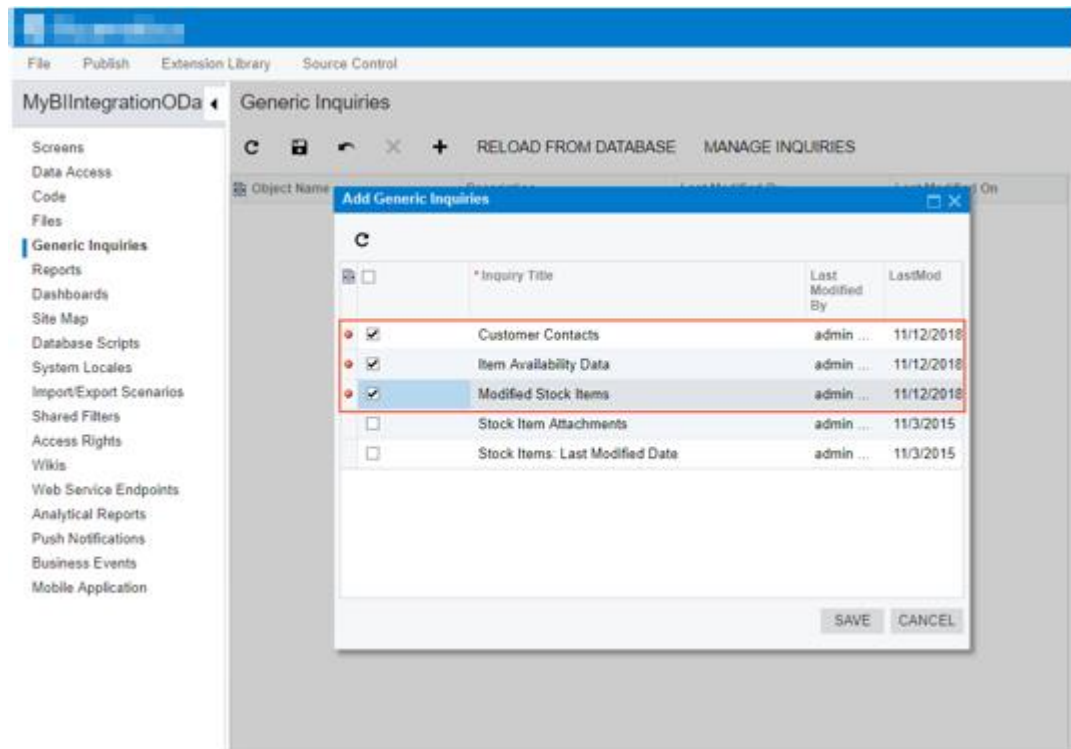 File Publish Extension Library Source Control
MyBIIntegrationODa Generic Inquiries
RELOAD FROM DATABASE MANAGE INQUIRIES
Screens
Data Access
Code
Files
Generic Inquiries
Reports
Dashboards
Site Map
Database Scripts
System Locales
Import/Export Scenarios
Shared Filters
Access Rights
Wikis
Web Service Endpoints
Analytical Reports
Push Notifications
Business Events
Mobile Application
Object Name
On
Add Generic Inquiries
* Inquiry Title Last Modified By LastMod
Customer Contacts admin ... 11/12/2018
Item Availability Data admin ... 11/12/2018
Modified Stock Items admin ... 11/12/2018
Stock Item Attachments admin ... 11/3/2015
Stock Items: Last Modified Date admin ... 11/3/2015
SAVE CANCEL